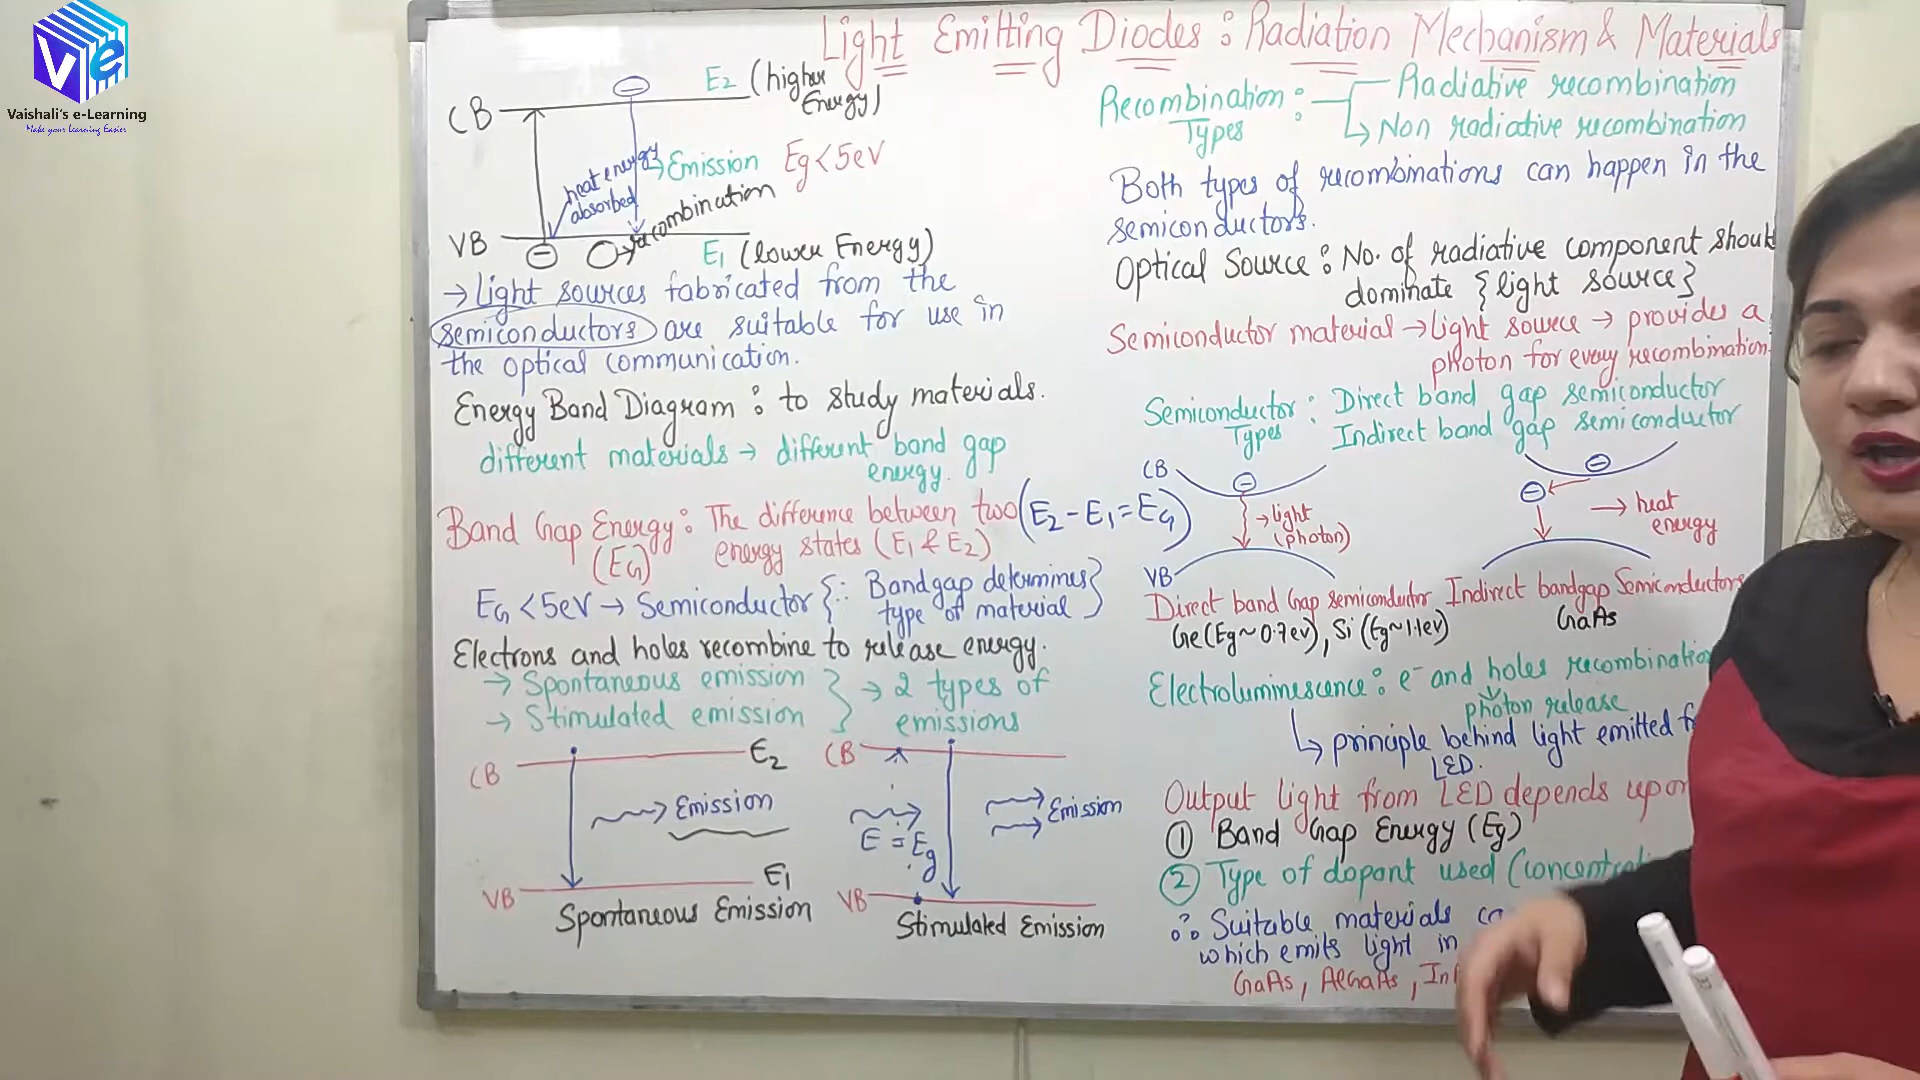 Ve
Vaishali's e-Learning
Make your Learning Easier
Light Emitting Diodes : Radiation Mechanism & Materials
CB
E2 (higher
Energy)
heat energy
absorbed
→ Emission Eg < 5eV
recombination
VB
E1 (lower Energy)
→ Light sources fabricated from the
semiconductors are suitable for use in
the optical communication.
Energy Band Diagram : to study materials.
different materials → different band gap
energy.
Band Gap Energy : The difference between two (E2 - E1 = EG)
(EG) energy states (E1 & E2)
EG < 5eV → Semiconductor {∵ Bandgap determines
type of material}
Electrons and holes recombine to release energy.
→ Spontaneous emission
→ Stimulated emission
} → 2 types of
emissions
CB
E2
Emission
VB
E1
Spontaneous Emission
CB
E = Eg
Emission
VB
Stimulated Emission
Recombination :
Types
Radiative recombination
Non radiative recombination
Both types of recombinations can happen in the
semiconductors.
Optical Source : No. of radiative component should
dominate {light source}
Semiconductor material → light source → provides a
photon for every recombination.
Semiconductor : Direct band gap semiconductor
Types Indirect band gap semiconductor
CB
→ light
(photon)
VB
→ heat
energy
Direct band Gap semiconductor
Ge (Eg ~ 0.7eV), Si (Eg ~ 1.1eV)
Indirect bandgap Semiconductors
GaAs
Electroluminescence : e⁻ and holes recombination
photon release
principle behind light emitted f
LED.
Output light from LED depends upon
① Band Gap Energy (Eg)
② Type of dopant used (concentrati
∴ Suitable materials
which emits light in
GaAs, AlGaAs,